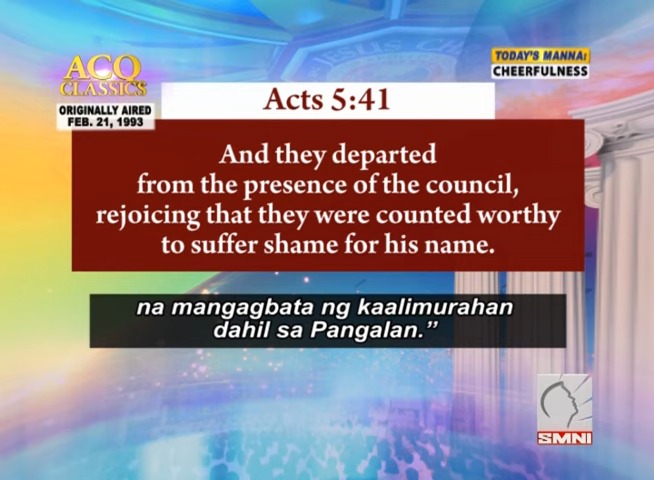 ACQ
CLASSICS
ORIGINALLY AIRED
FEB. 21, 1993
TODAY'S MANNA:
CHEERFULNESS
JESUS
Acts 5:41
And they departed
from the presence of the council,
rejoicing that they were counted worthy
to suffer shame for his name.
na mangagbata ng kaalimurahan
dahil sa Pangalan.”
SMNI